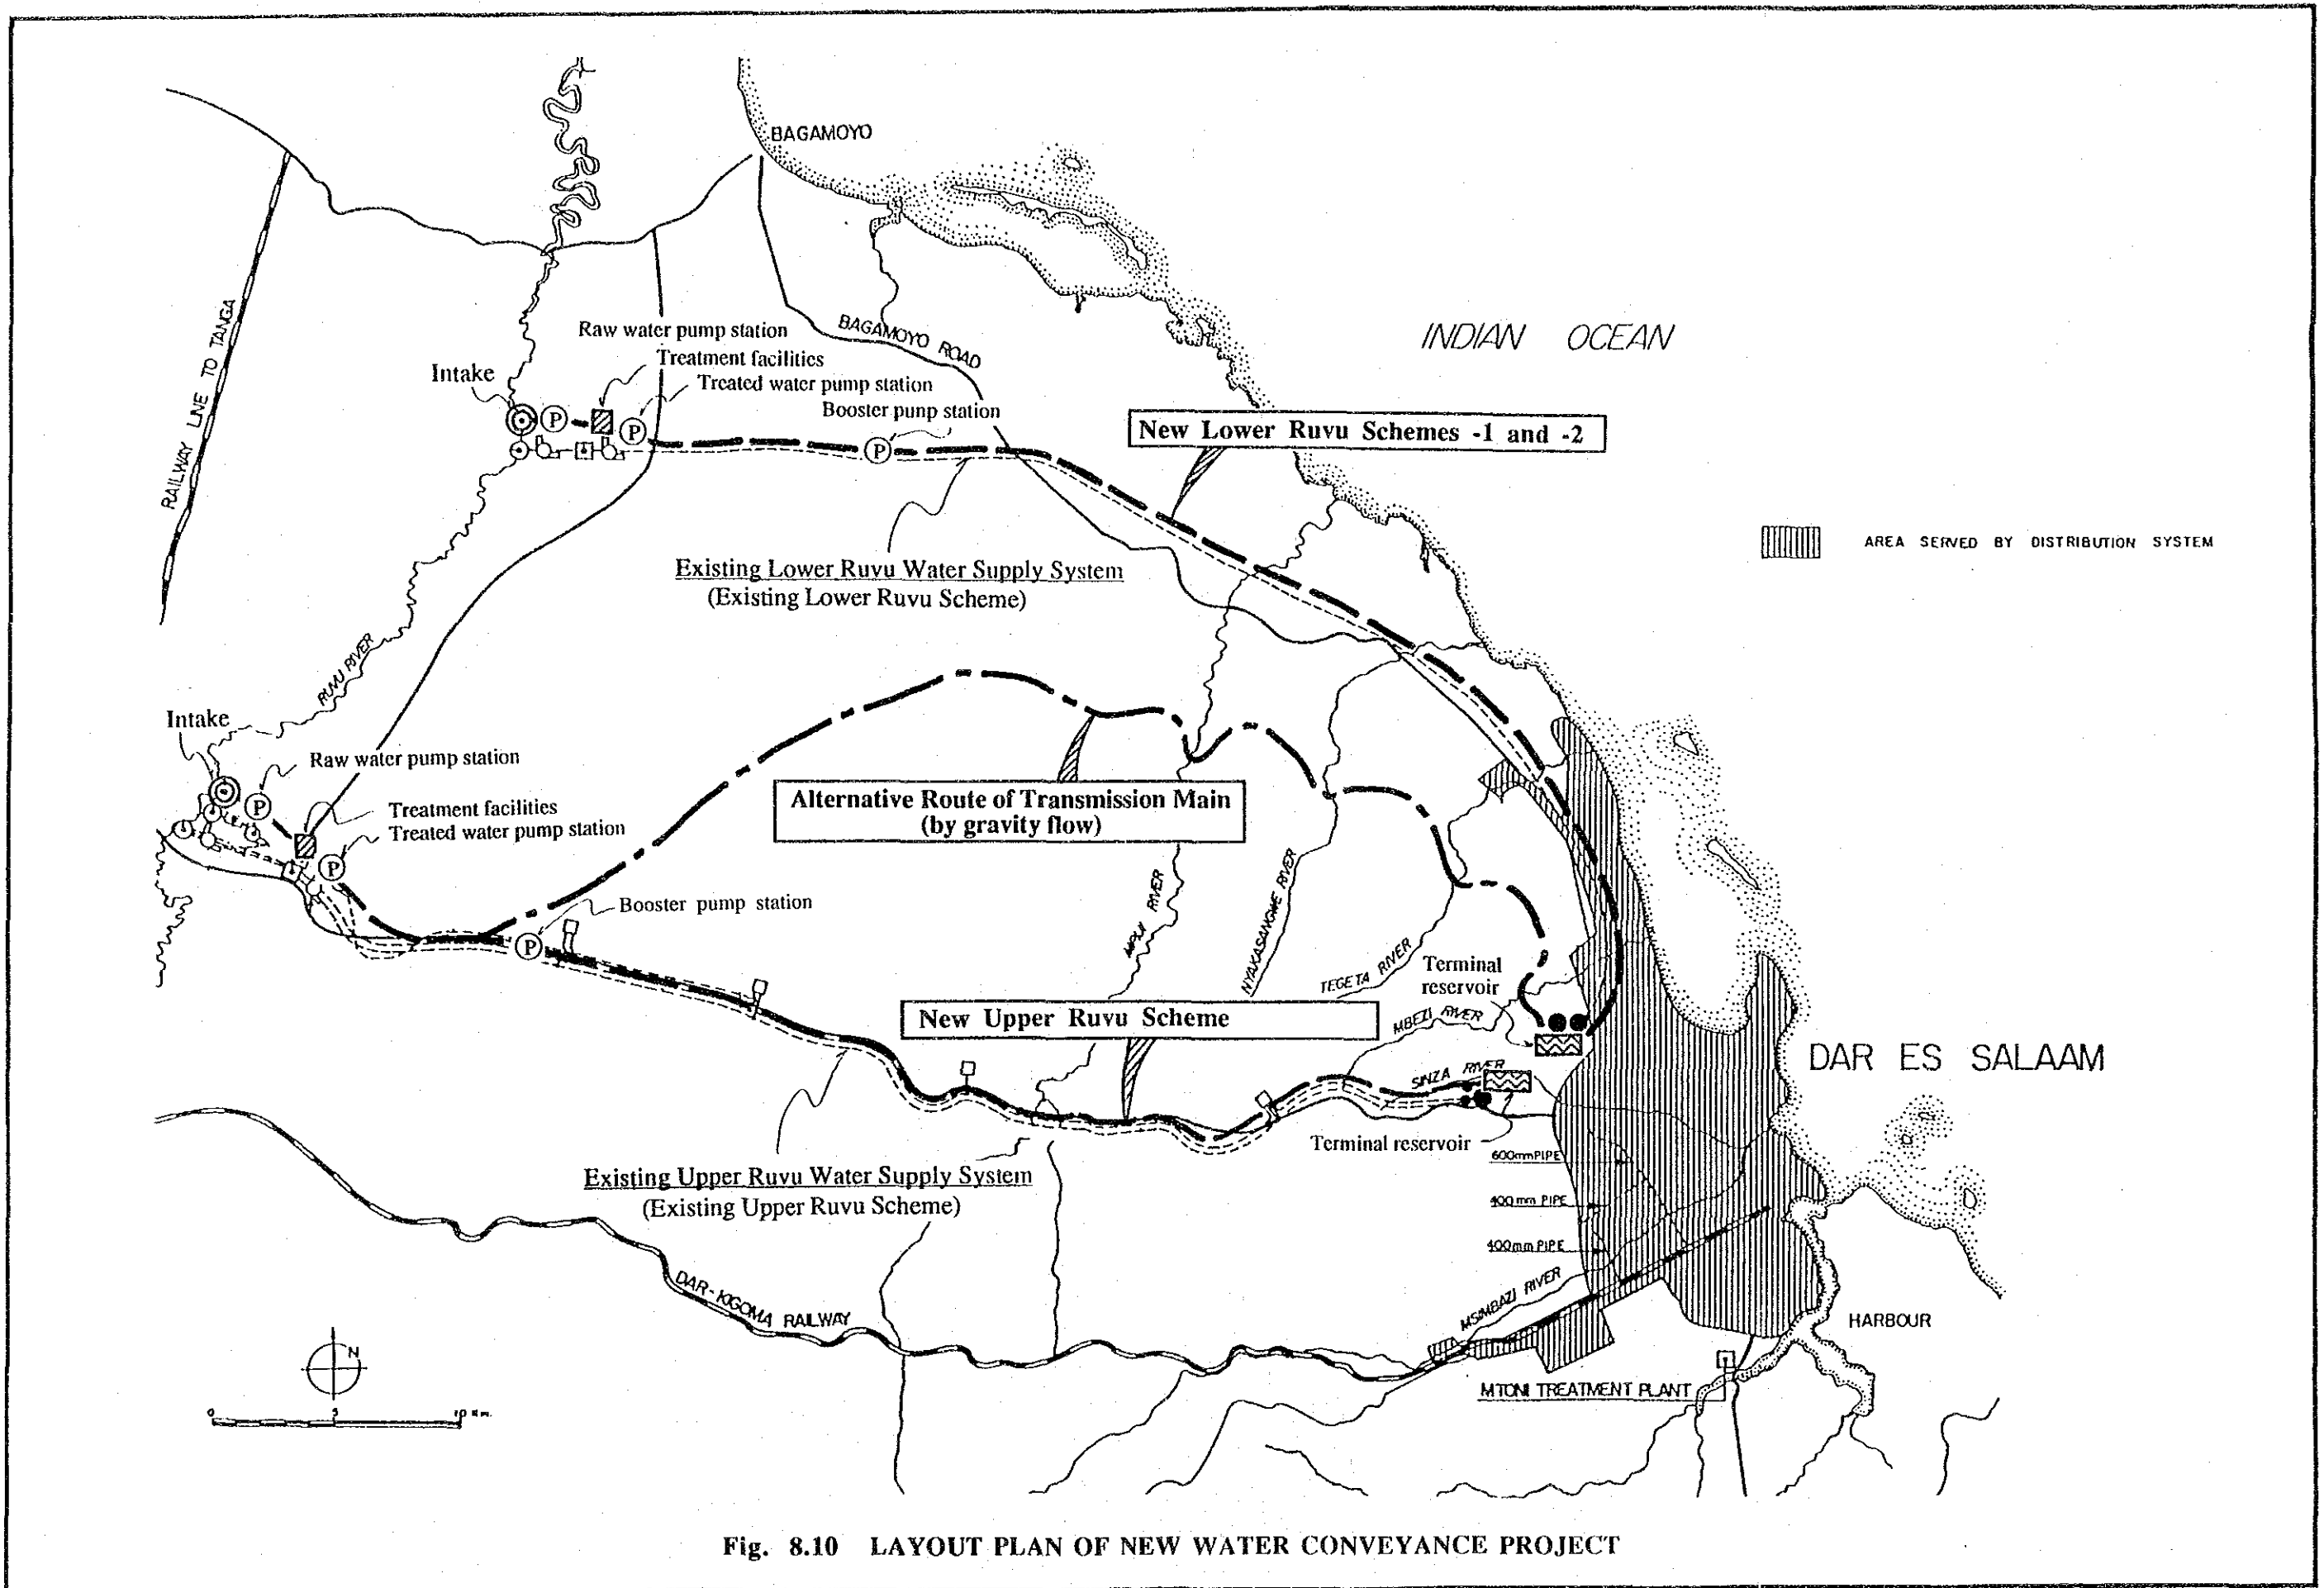 BAGAMOYO
RAILWAY LINE TO TANGA
BAGAMOYO ROAD
INDIAN OCEAN
Raw water pump station
Treatment facilities
Intake
Treated water pump station
Booster punp station
P
P
P
New Lower Ruvu Schemes -1 and -2
AREA SERVED BY DISTRIBUTION SYSTEM
Existing Lower Ruvu Water Supply System
(Existing Lower Ruvu Scheme)
RUVU RIVER
Intake
Raw water pump station
P
Alternative Route of Transmission Main
(by gravity flow)
Treatment facilities
Treated water pump station
P
Booster pump station
P
MPIJI RIVER
NYAKASANGWE RIVER
TEGETA RIVER
Terminal
reservoir
MBEZI RIVER
New Upper Ruvu Scheme
DAR ES SALAAM
SINZA RIVER
Terminal reservoir
600mm PIPE
Existing Upper Ruvu Water Supply System
(Existing Upper Ruvu Scheme)
400 mm PIPE
400mm PIPE
DAR-KIGOMA RAILWAY
MSIMBAZI RIVER
HARBOUR
N
MTONI TREATMENT PLANT
0 5 10 Km.
Fig. 8.10 LAYOUT PLAN OF NEW WATER CONVEYANCE PROJECT